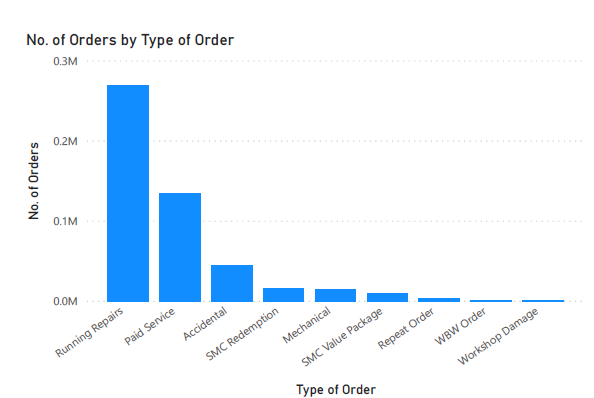 No. of Orders by Type of Order
0.3M
0.2M
0.1M
0.0M
No. of Orders
Running Repairs
Paid Service
Accidental
SMC Redemption
Mechanical
SMC Value Package
Repeat Order
WBW Order
Workshop Damage
Type of Order